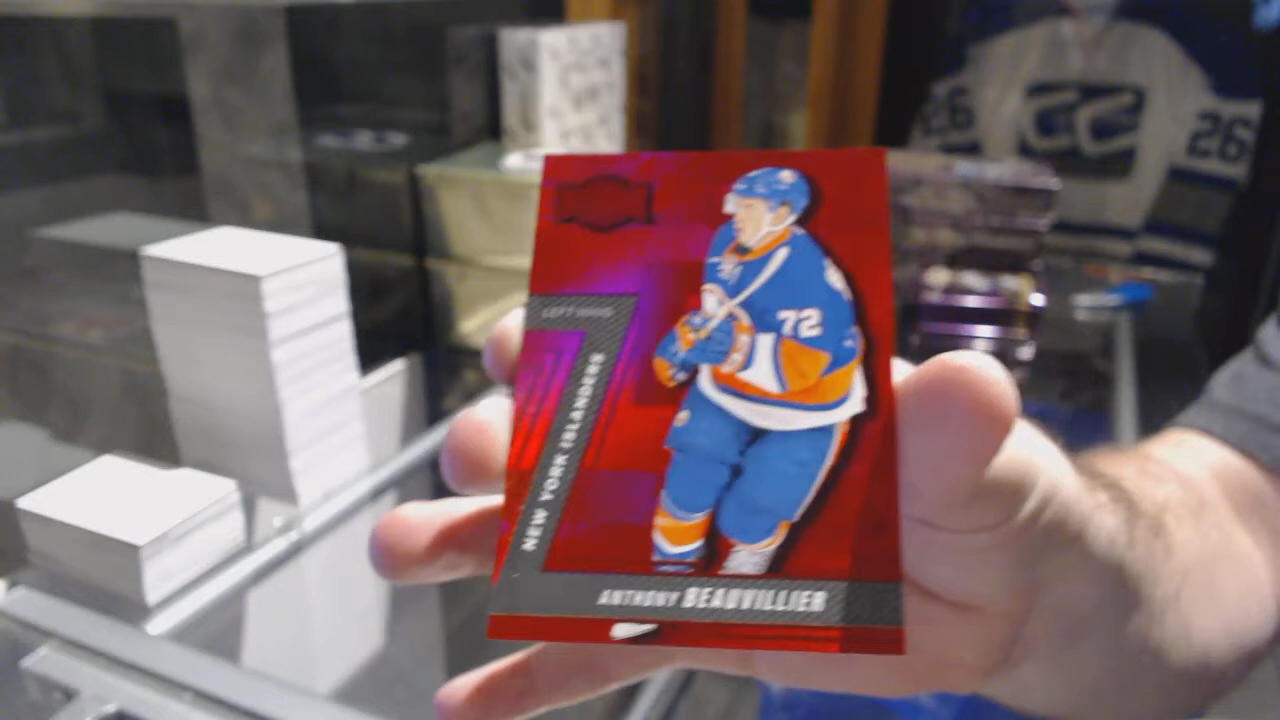 LEFT WING
72
NEW YORK ISLANDERS
ANTHONY BEAUVILLIER
26
26